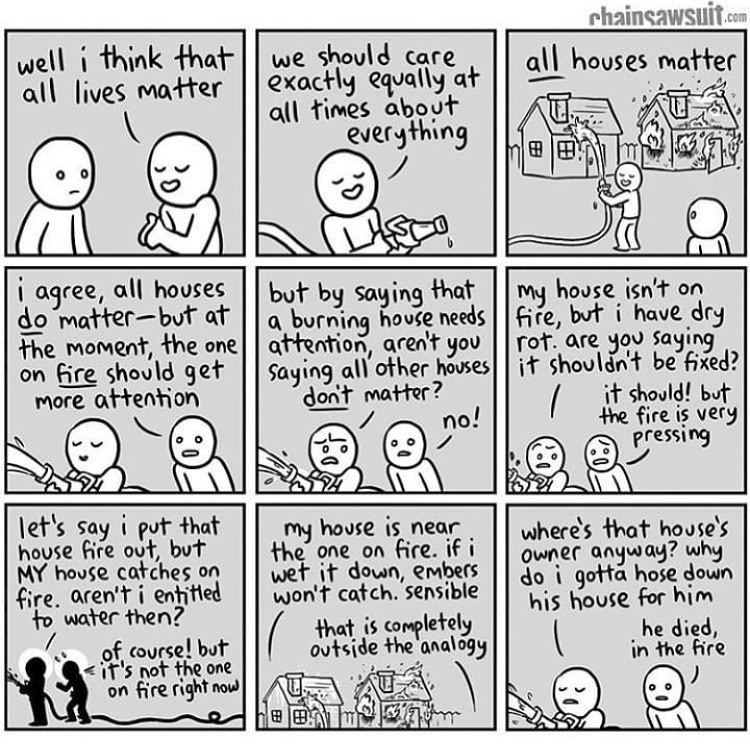 chainsawsuit.com
well i think that
all lives matter
we should care
exactly equally at
all times about
everything
all houses matter
i agree, all houses
do matter—but at
the moment, the one
on fire should get
more attention
but by saying that
a burning house needs
attention, aren't you
saying all other houses
don't matter?
no!
my house isn't on
fire, but i have dry
rot. are you saying
it shouldn't be fixed?
it should! but
the fire is very
pressing
let's say i put that
house fire out, but
MY house catches on
fire. aren't i entitled
to water then?
of course! but
it's not the one
on fire right now
my house is near
the one on fire. if i
wet it down, embers
won't catch. sensible
that is completely
outside the analogy
where's that house's
owner anyway? why
do i gotta hose down
his house for him
he died,
in the fire